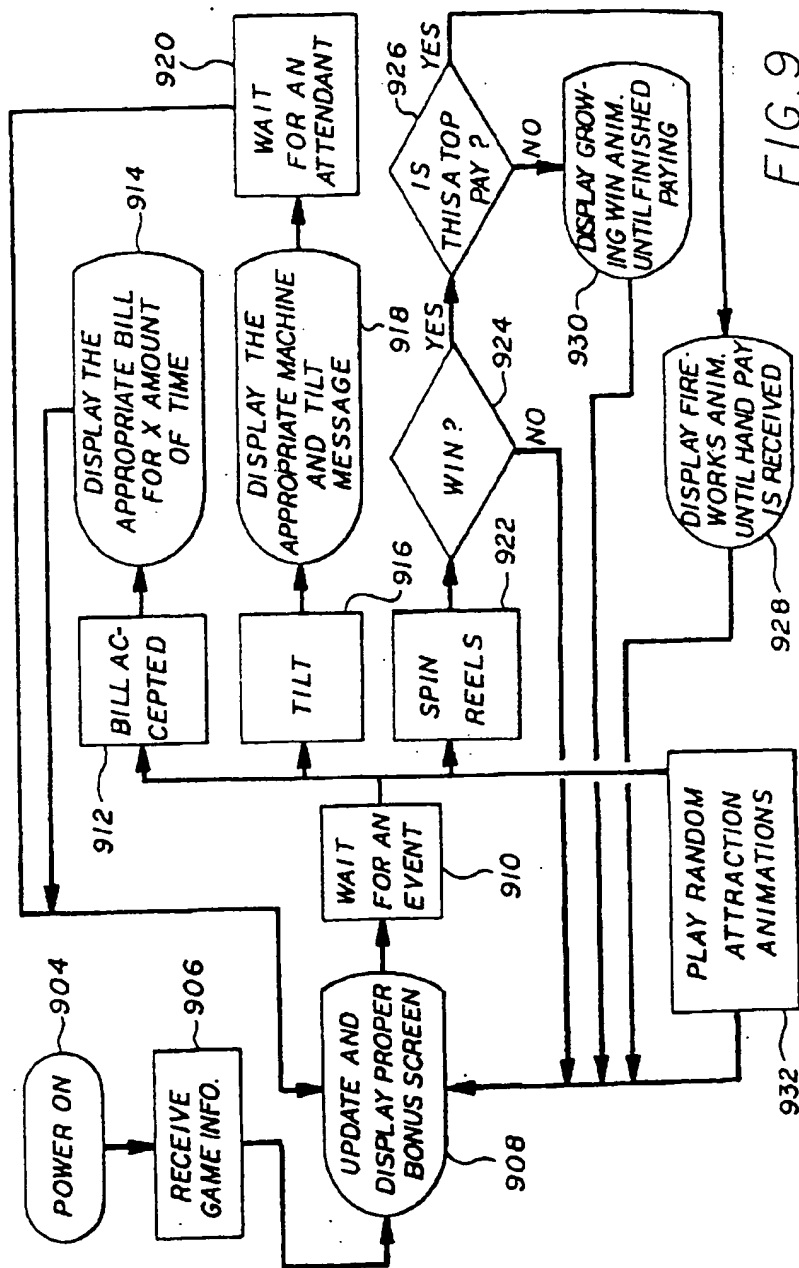 904
POWER ON
906
RECEIVE
GAME INFO.
UPDATE AND
DISPLAY PROPER
BONUS SCREEN
908
WAIT
FOR AN
EVENT
910
912
BILL AC-
CEPTED
DISPLAY THE
APPROPRIATE BILL
FOR X AMOUNT
OF TIME
914
TILT
916
DISPLAY THE
APPROPRIATE MACHINE
AND TILT
MESSAGE
918
WAIT
FOR AN
ATTENDANT
920
SPIN
REELS
922
WIN?
924
YES
NO
IS
THIS A TOP
PAY?
926
YES
NO
DISPLAY GROW-
ING WIN ANIM.
UNTIL FINISHED
PAYING
930
DISPLAY FIRE-
WORKS ANIM.
UNTIL HAND PAY
IS RECEIVED
928
PLAY RANDOM
ATTRACTION
ANIMATIONS
932
FIG. 9